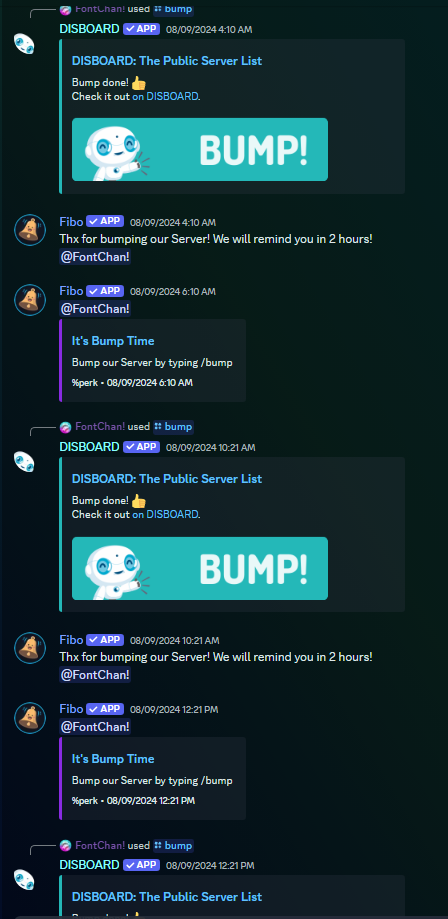 FontChan! used bump
DISBOARD APP 08/09/2024 4:10 AM
DISBOARD: The Public Server List
Bump done! 👍
Check it out on DISBOARD.
BUMP!
Fibo APP 08/09/2024 4:10 AM
Thx for bumping our Server! We will remind you in 2 hours!
@FontChan!
Fibo APP 08/09/2024 6:10 AM
@FontChan!
It's Bump Time
Bump our Server by typing /bump
%perk • 08/09/2024 6:10 AM
FontChan! used bump
DISBOARD APP 08/09/2024 10:21 AM
DISBOARD: The Public Server List
Bump done! 👍
Check it out on DISBOARD.
BUMP!
Fibo APP 08/09/2024 10:21 AM
Thx for bumping our Server! We will remind you in 2 hours!
@FontChan!
Fibo APP 08/09/2024 12:21 PM
@FontChan!
It's Bump Time
Bump our Server by typing /bump
%perk • 08/09/2024 12:21 PM
FontChan! used bump
DISBOARD APP 08/09/2024 12:21 PM
DISBOARD: The Public Server List